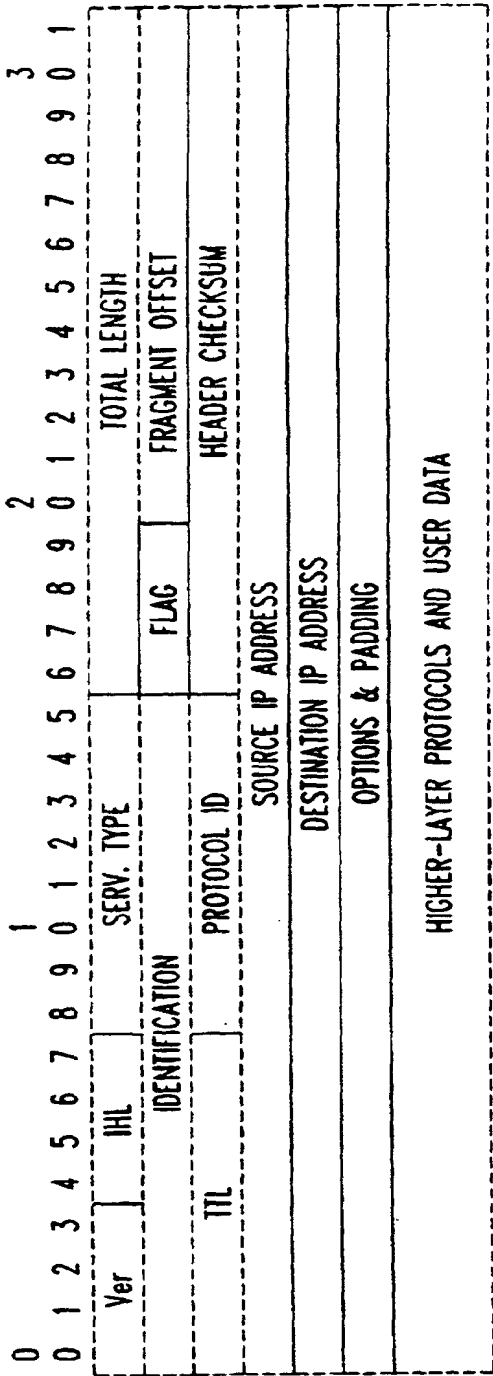 0 1 2 3
0 1 2 3 4 5 6 7 8 9 0 1 2 3 4 5 6 7 8 9 0 1 2 3 4 5 6 7 8 9 0 1
Ver IHL SERV. TYPE TOTAL LENGTH
IDENTIFICATION FLAG FRAGMENT OFFSET
TTL PROTOCOL ID HEADER CHECKSUM
SOURCE IP ADDRESS
DESTINATION IP ADDRESS
OPTIONS & PADDING
HIGHER-LAYER PROTOCOLS AND USER DATA